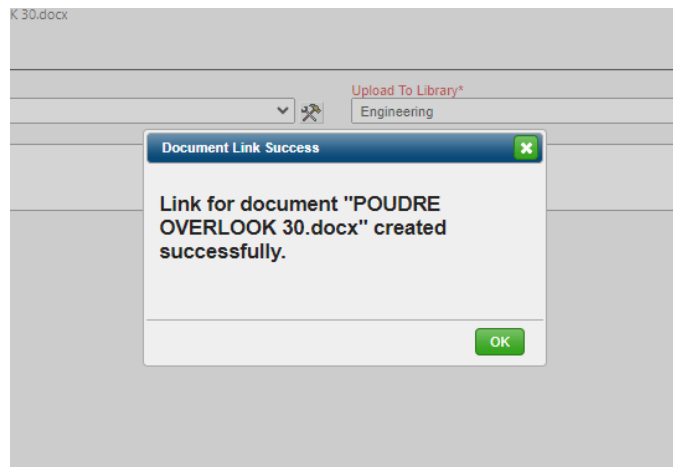 K 30.docx
Upload To Library*
Engineering
Document Link Success
Link for document "POUDRE
OVERLOOK 30.docx" created
successfully.
OK